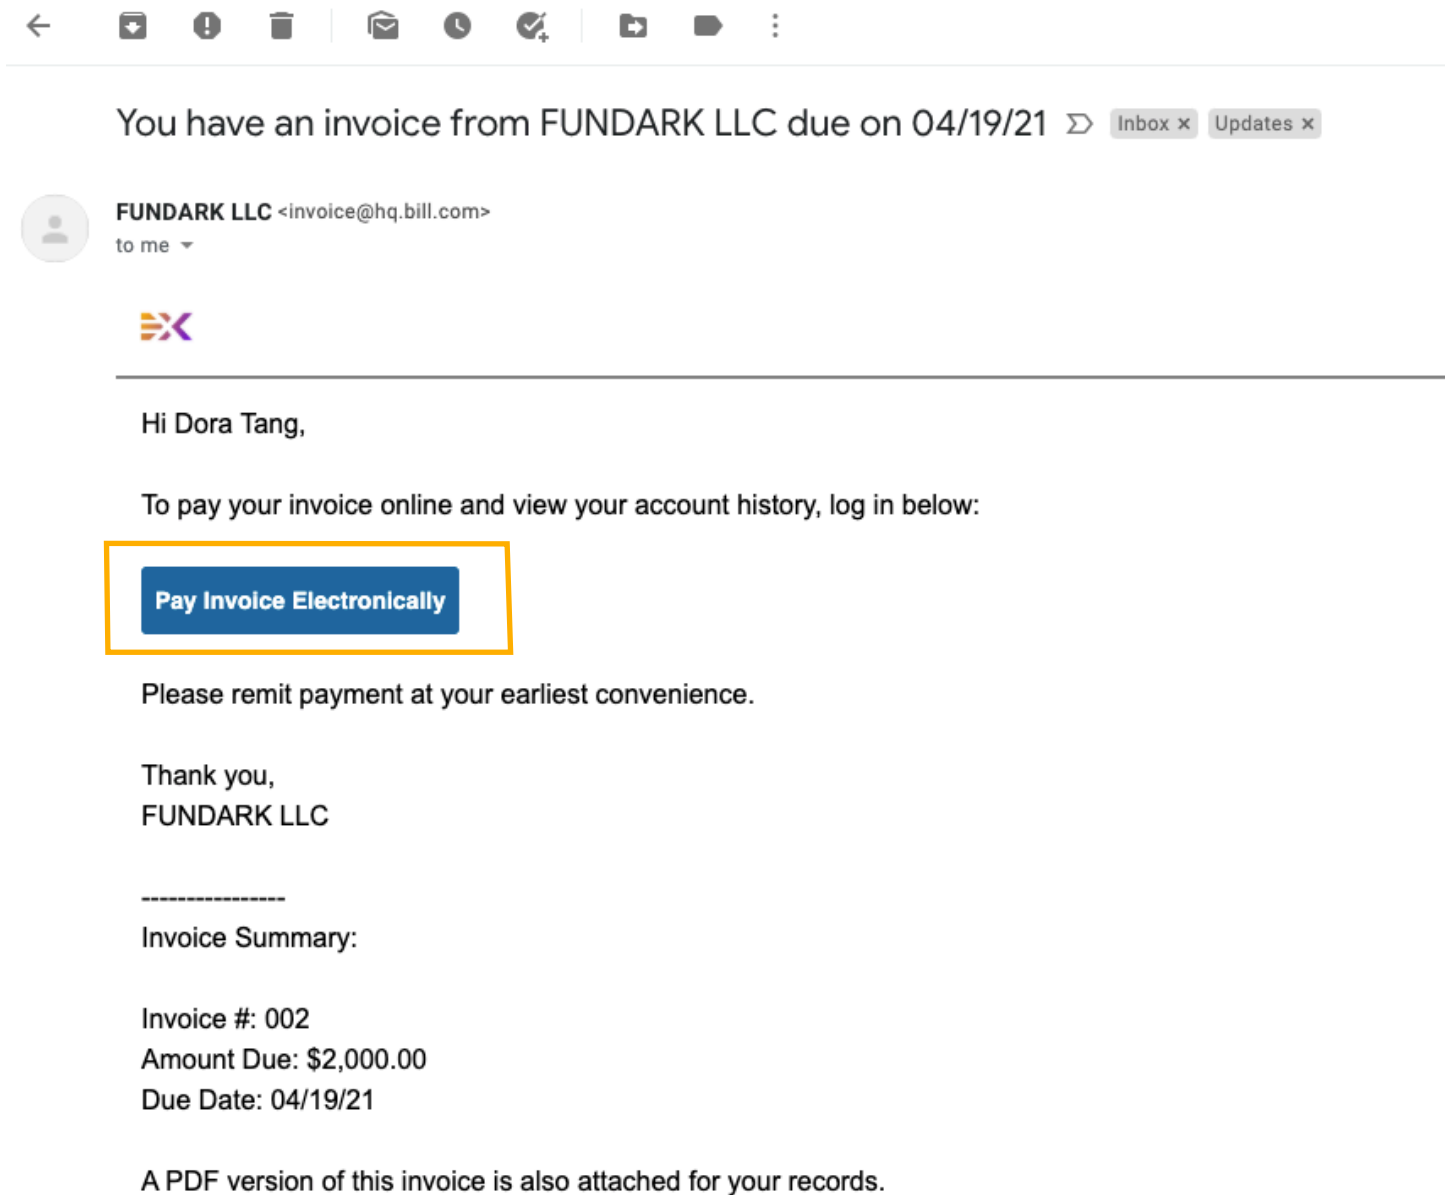 You have an invoice from FUNDARK LLC due on 04/19/21 Inbox × Updates ×
FUNDARK LLC <invoice@hq.bill.com>
to me
Hi Dora Tang,
To pay your invoice online and view your account history, log in below:
Pay Invoice Electronically
Please remit payment at your earliest convenience.
Thank you,
FUNDARK LLC
----------------
Invoice Summary:
Invoice #: 002
Amount Due: $2,000.00
Due Date: 04/19/21
A PDF version of this invoice is also attached for your records.